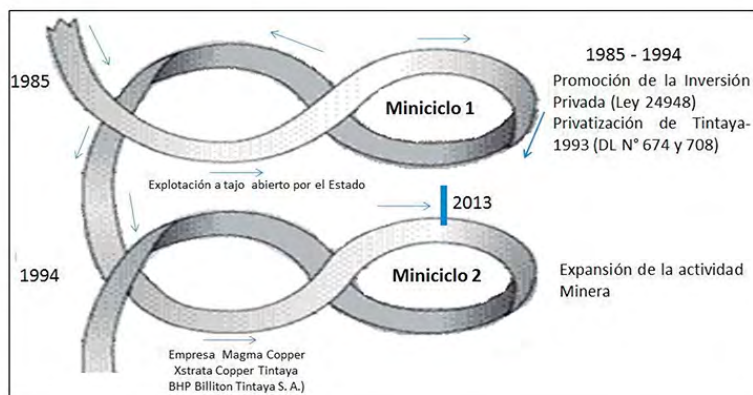 1985 - 1994
1985
Promoción de la Inversión
Privada (Ley 24948)
Privatización de Tintaya-
1993 (DL N° 674 y 708)
Miniciclo 1
Explotación a tajo abierto por el Estado
2013
1994
Miniciclo 2
Expansión de la actividad
Minera
Empresa Magma Copper
Xstrata Copper Tintaya
BHP Billiton Tintaya S. A.)